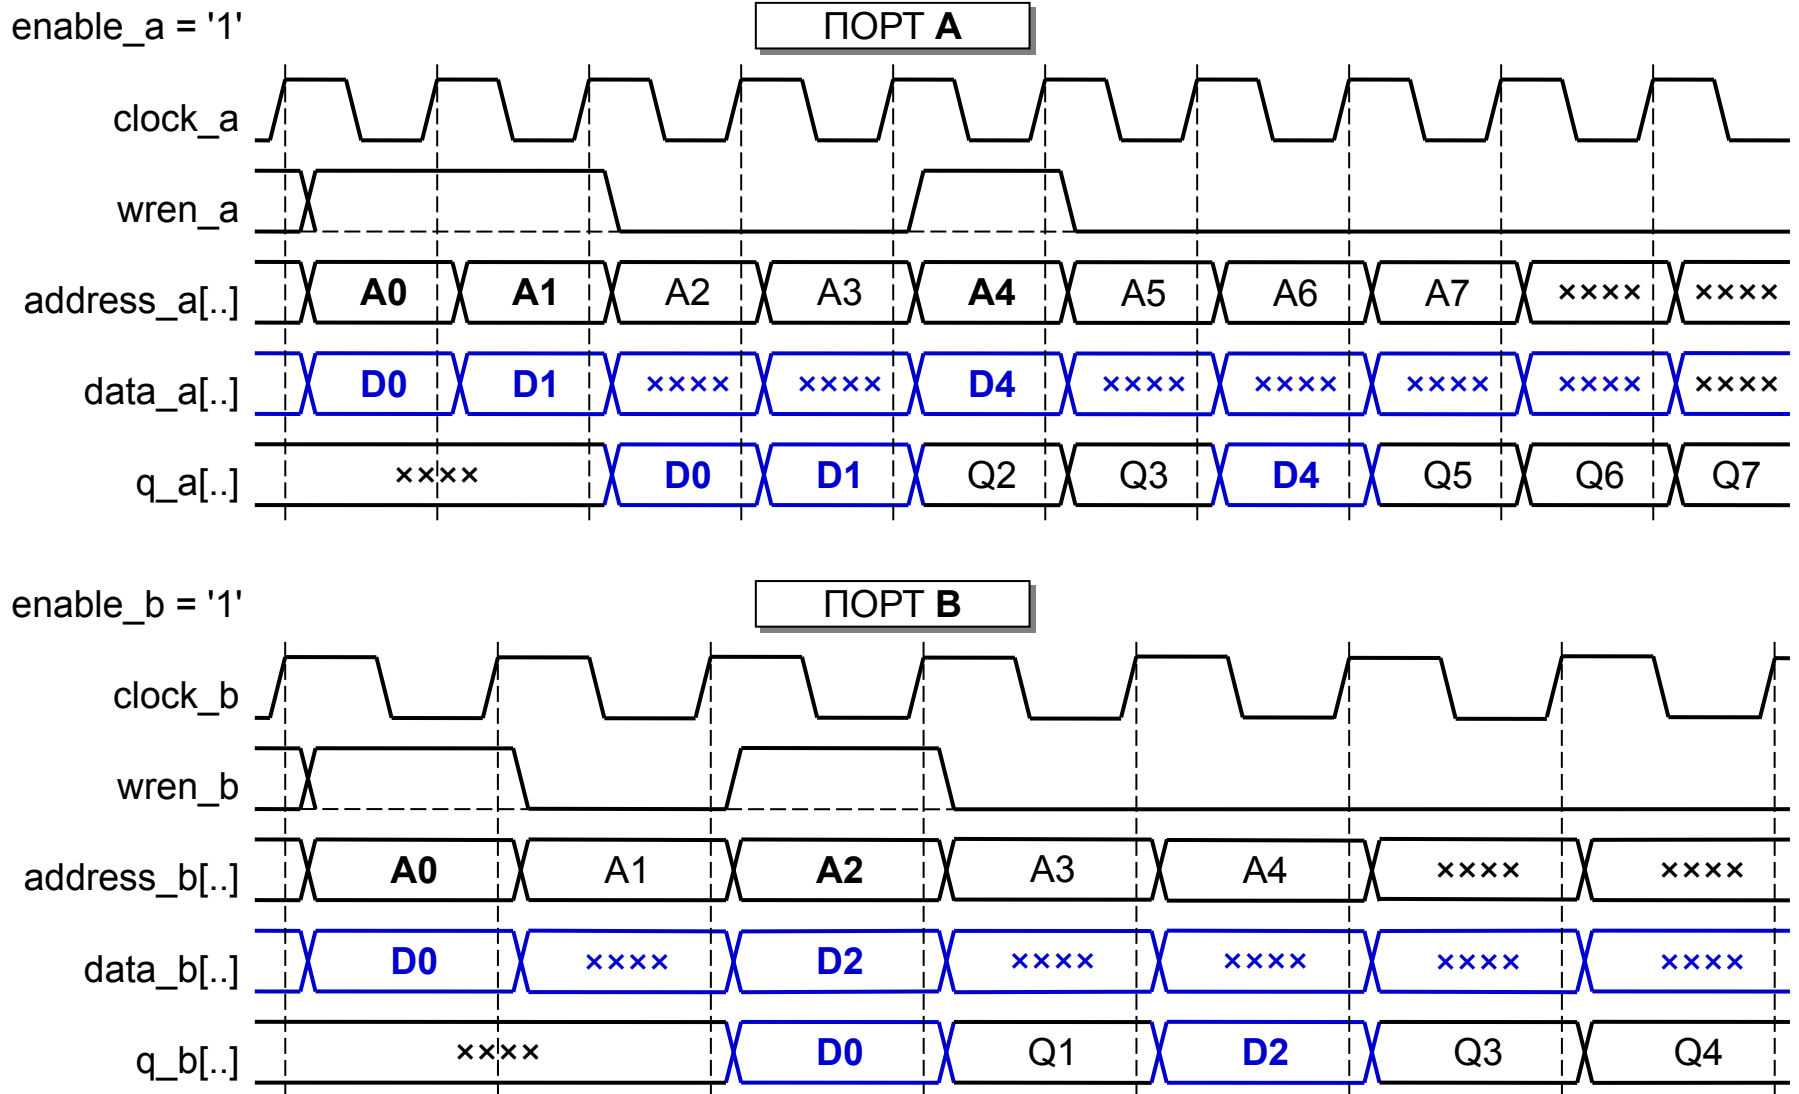 enable_a = '1' ПОРТ A
clock_a
wren_a
address_a[..] A0 A1 A2 A3 A4 A5 A6 A7 ×××× ××××
data_a[..] D0 D1 ×××× ×××× D4 ×××× ×××× ×××× ×××× ××××
q_a[..] ×××× D0 D1 Q2 Q3 D4 Q5 Q6 Q7
enable_b = '1' ПОРТ B
clock_b
wren_b
address_b[..] A0 A1 A2 A3 A4 ×××× ××××
data_b[..] D0 ×××× D2 ×××× ×××× ×××× ××××
q_b[..] ×××× D0 Q1 D2 Q3 Q4